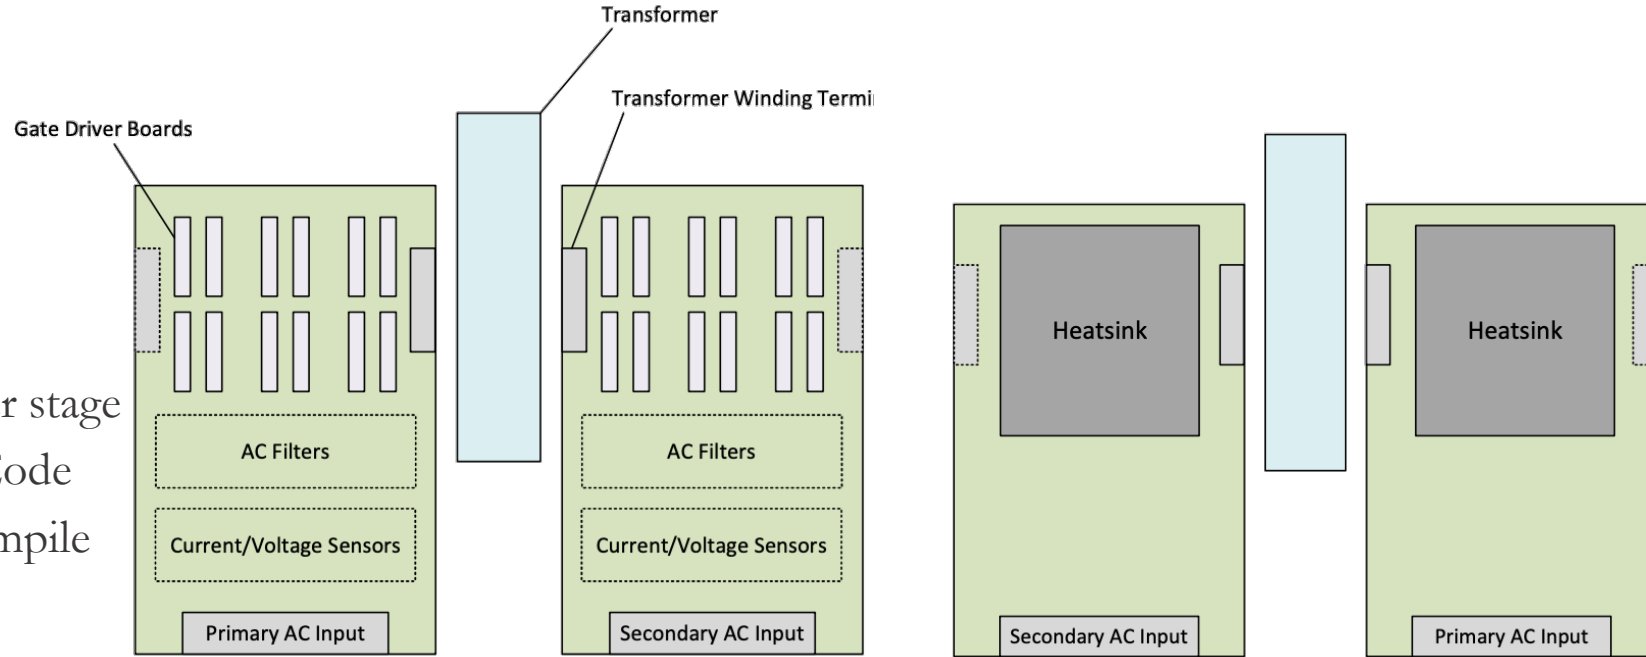 Transformer
Transformer Winding Termi
Gate Driver Boards
r stage
Code
mpile
AC Filters
AC Filters
Current/Voltage Sensors
Current/Voltage Sensors
Primary AC Input
Secondary AC Input
Heatsink
Heatsink
Secondary AC Input
Primary AC Input